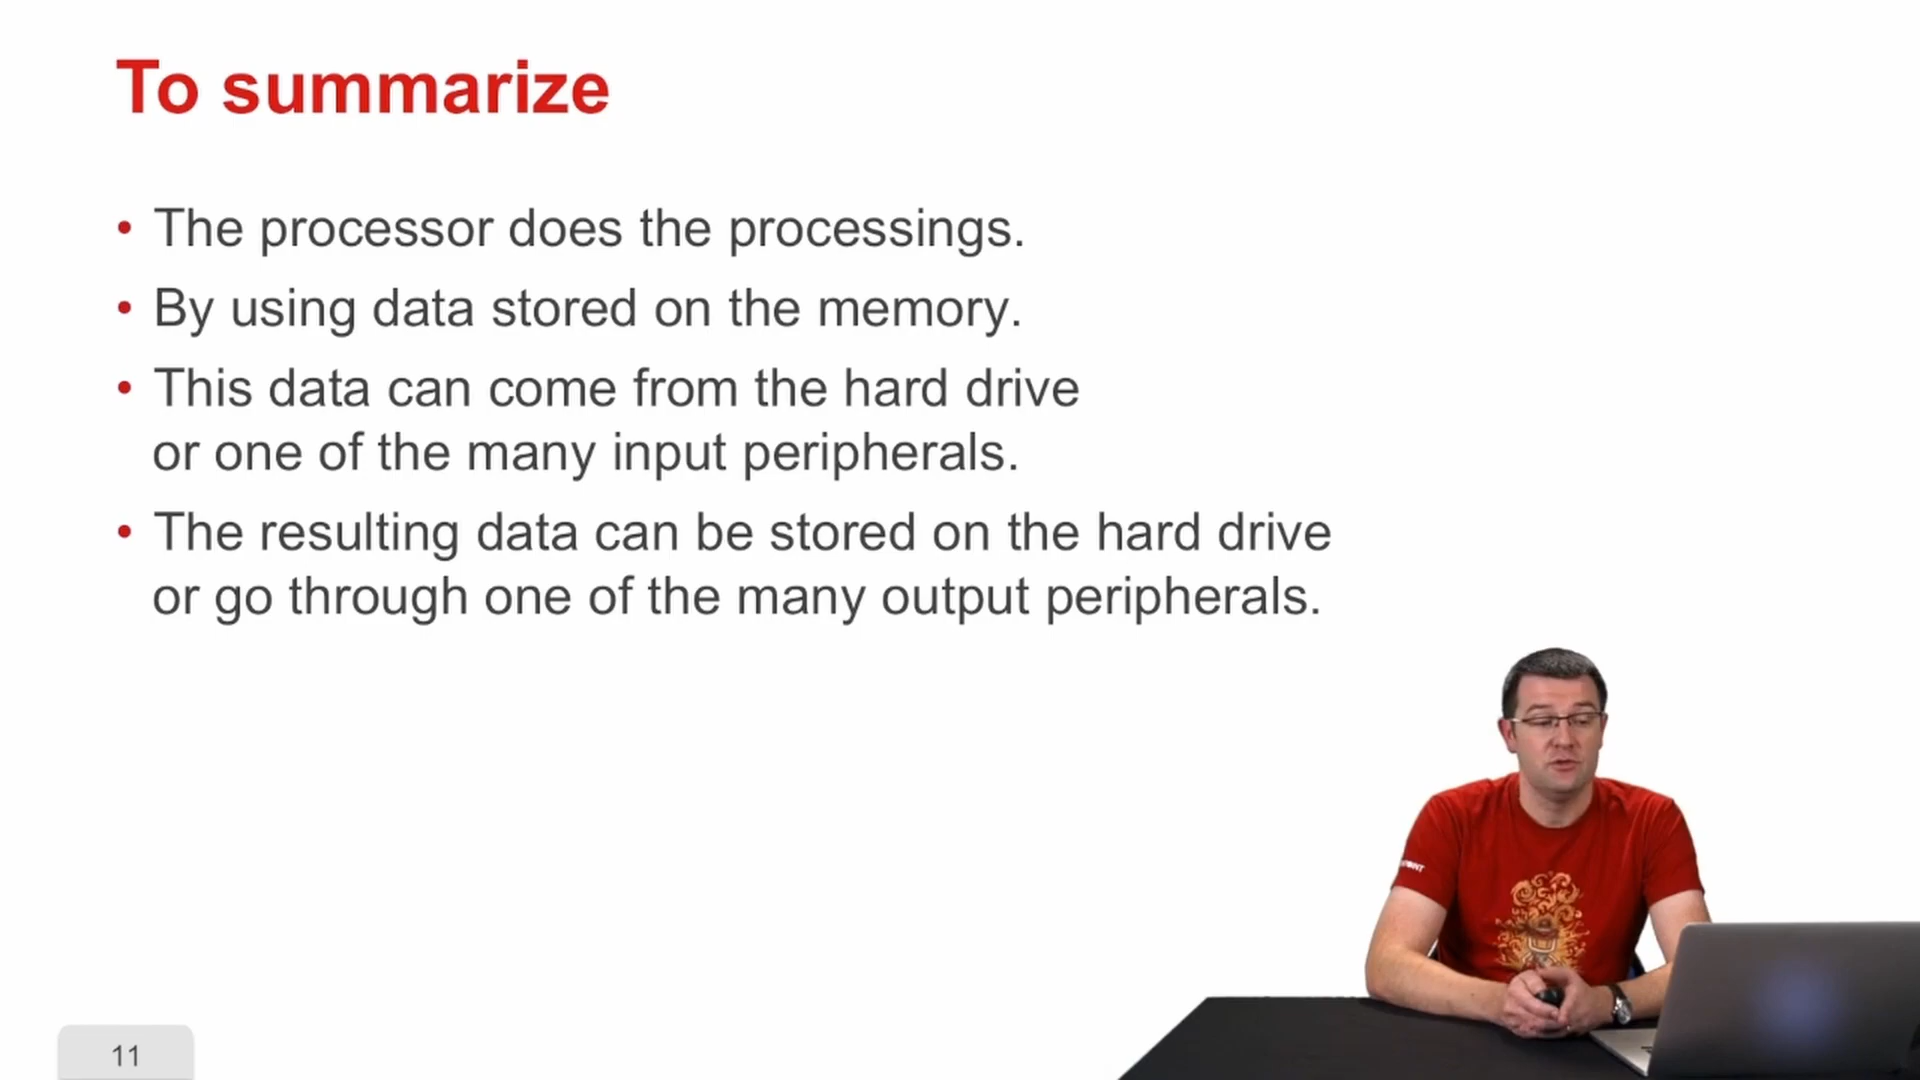 To summarize
• The processor does the processings.
• By using data stored on the memory.
• This data can come from the hard drive
or one of the many input peripherals.
• The resulting data can be stored on the hard drive
or go through one of the many output peripherals.
11